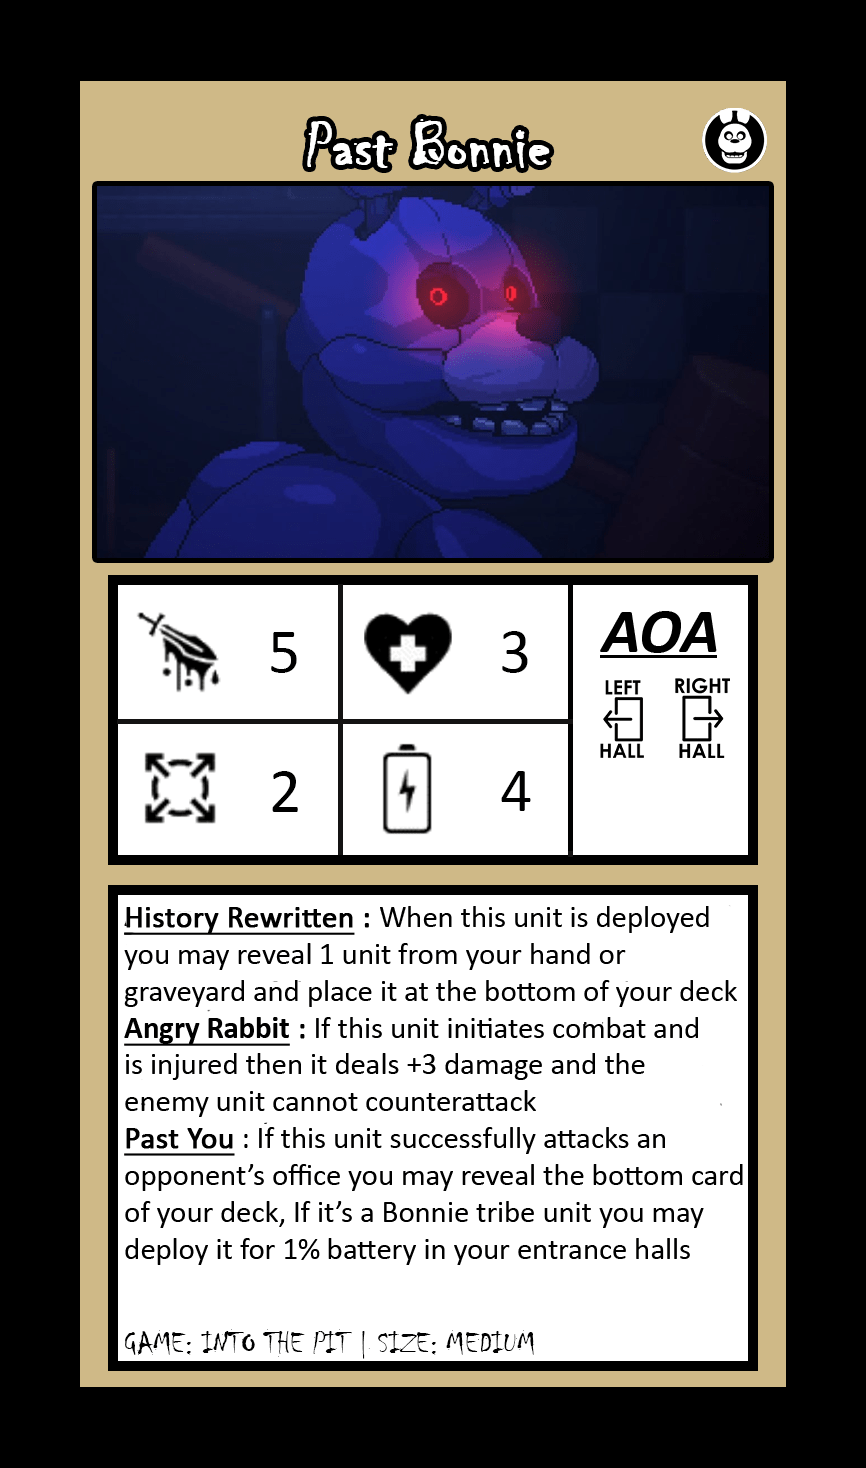 Past Bonnie
5
3
AOA
LEFT
HALL
RIGHT
HALL
2
4
History Rewritten : When this unit is deployed
you may reveal 1 unit from your hand or
graveyard and place it at the bottom of your deck
Angry Rabbit : If this unit initiates combat and
is injured then it deals +3 damage and the
enemy unit cannot counterattack
Past You : If this unit successfully attacks an
opponent’s office you may reveal the bottom card
of your deck, If it’s a Bonnie tribe unit you may
deploy it for 1% battery in your entrance halls
GAME: INTO THE PIT | SIZE: MEDIUM